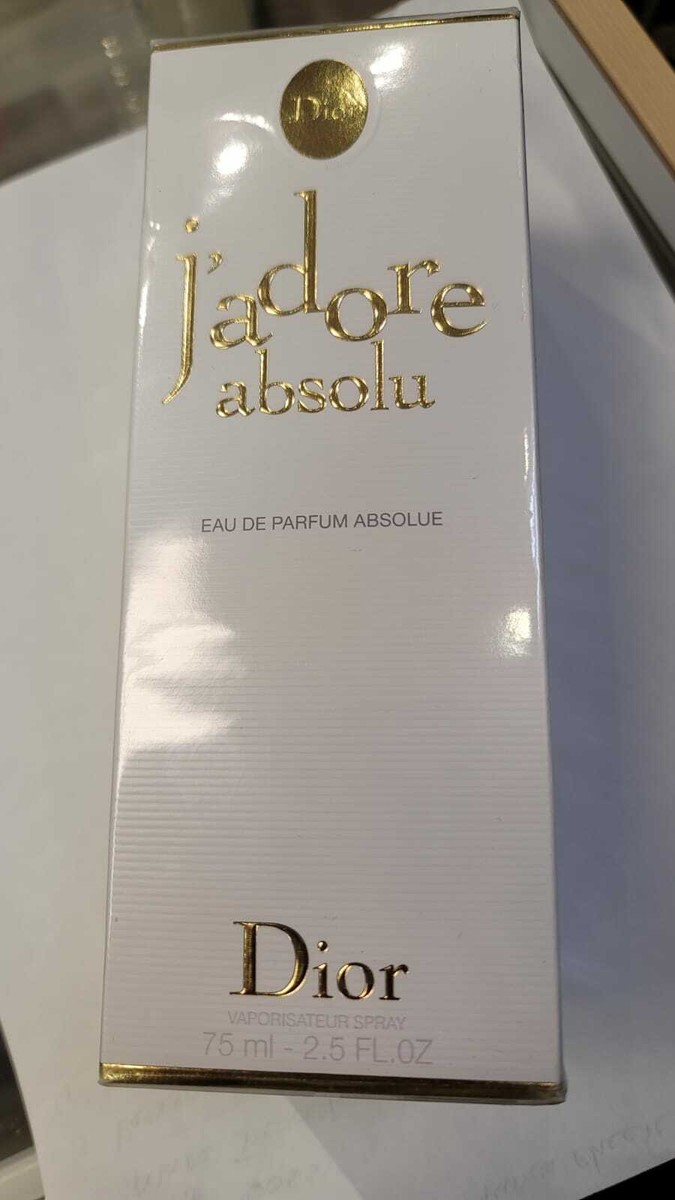 Dior
j'adore
absolu
EAU DE PARFUM ABSOLUE
Dior
VAPORISATEUR SPRAY
75 ml - 2.5 FL.OZ